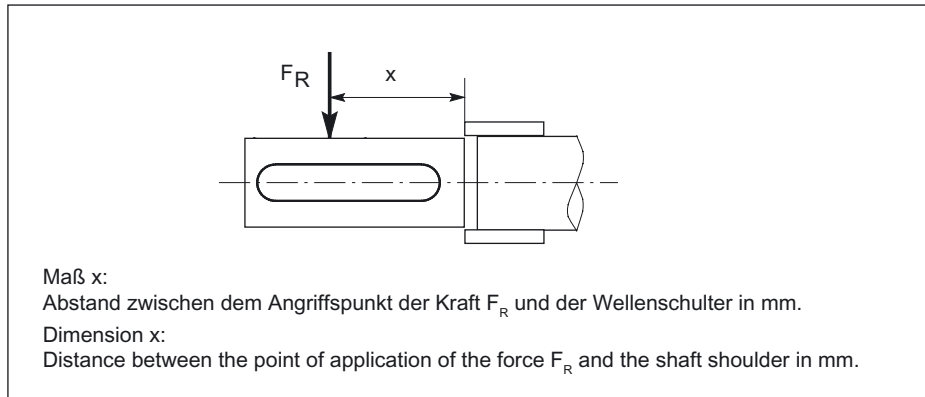 F_R
x
Maß x:
Abstand zwischen dem Angriffspunkt der Kraft F_R und der Wellenschulter in mm.
Dimension x:
Distance between the point of application of the force F_R and the shaft shoulder in mm.